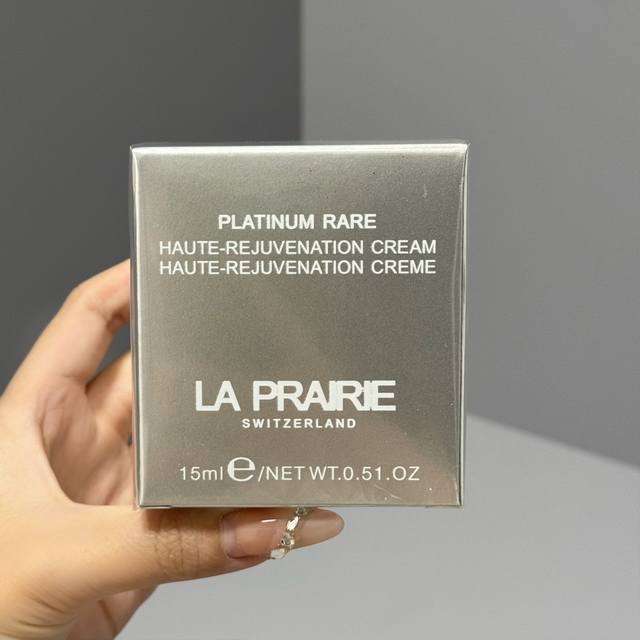 PLATINUM RARE
HAUTE-REJUVENATION CREAM
HAUTE-REJUVENATION CREME
LA PRAIRIE
SWITZERLAND
15ml ℮/NET WT.0.51.OZ